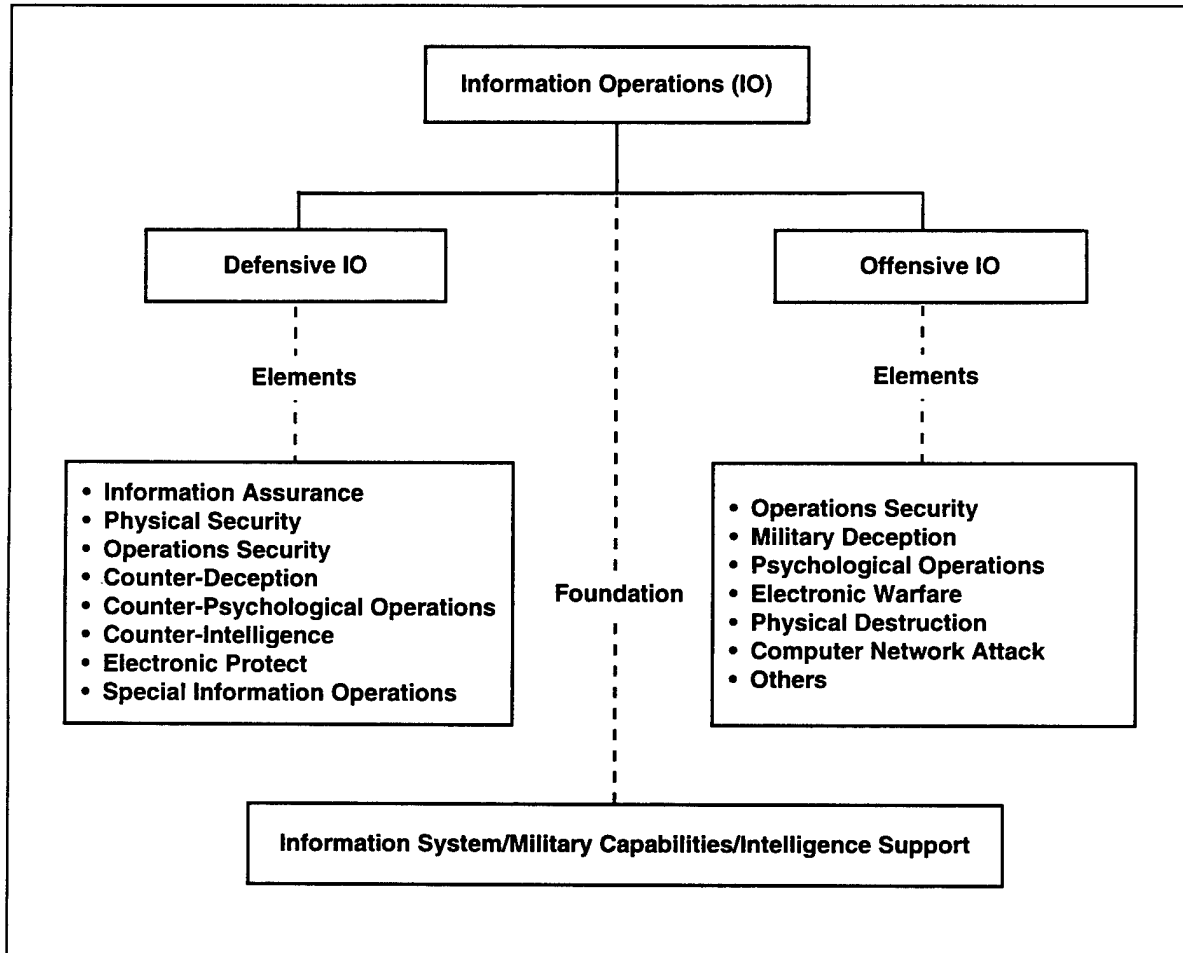 Information Operations (IO)
Defensive IO
Offensive IO
Elements
Elements
• Information Assurance
• Physical Security
• Operations Security
• Counter-Deception
• Counter-Psychological Operations
• Counter-Intelligence
• Electronic Protect
• Special Information Operations
• Operations Security
• Military Deception
• Psychological Operations
• Electronic Warfare
• Physical Destruction
• Computer Network Attack
• Others
Foundation
Information System/Military Capabilities/Intelligence Support